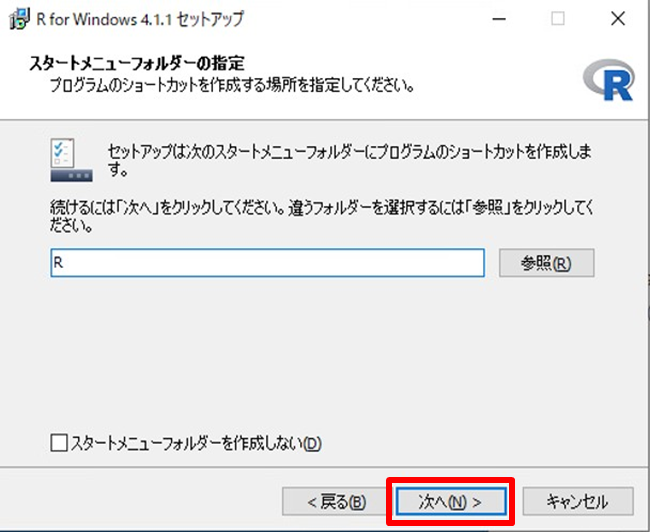 R for Windows 4.1.1 セットアップ
スタートメニューフォルダーの指定
プログラムのショートカットを作成する場所を指定してください。
R
セットアップは次のスタートメニューフォルダーにプログラムのショートカットを作成しま
す。
続けるには「次へ」をクリックしてください。違うフォルダーを選択するには「参照」をクリックしてく
ださい。
R
参照(R)
スタートメニューフォルダーを作成しない(D)
< 戻る(B)
次へ(N) >
キャンセル